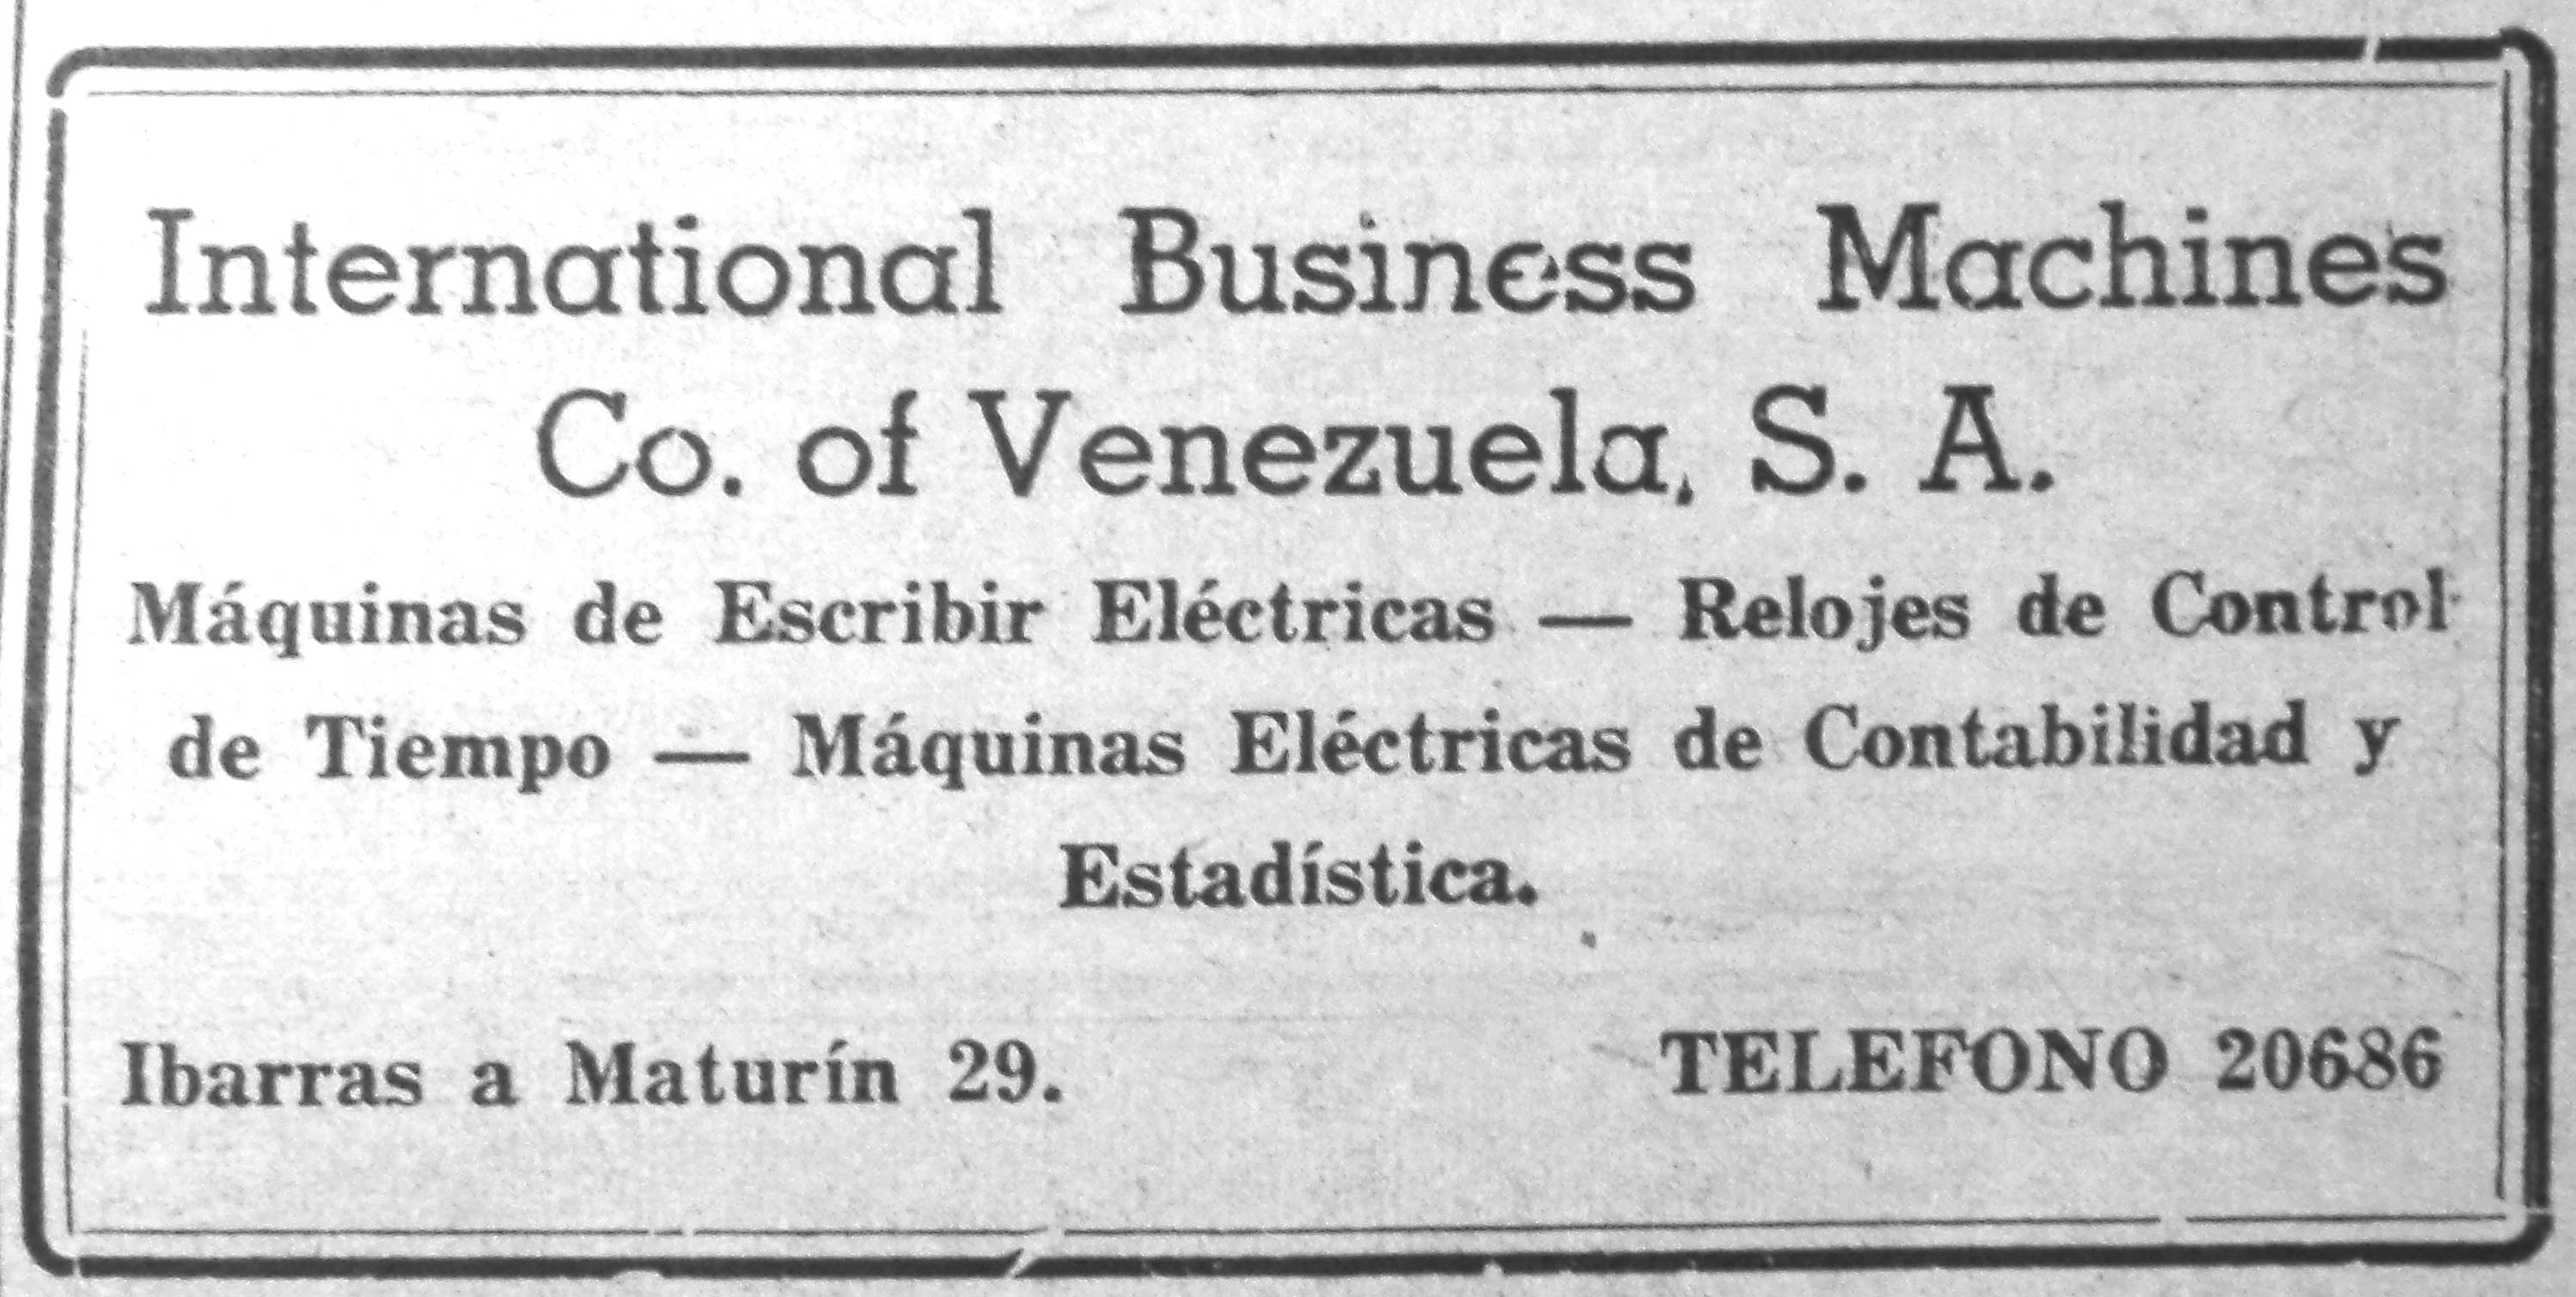 International Business Machines
Co. of Venezuela, S. A.
Máquinas de Escribir Eléctricas — Relojes de Control
de Tiempo — Máquinas Eléctricas de Contabilidad y
Estadística.
Ibarras a Maturín 29. TELEFONO 20686